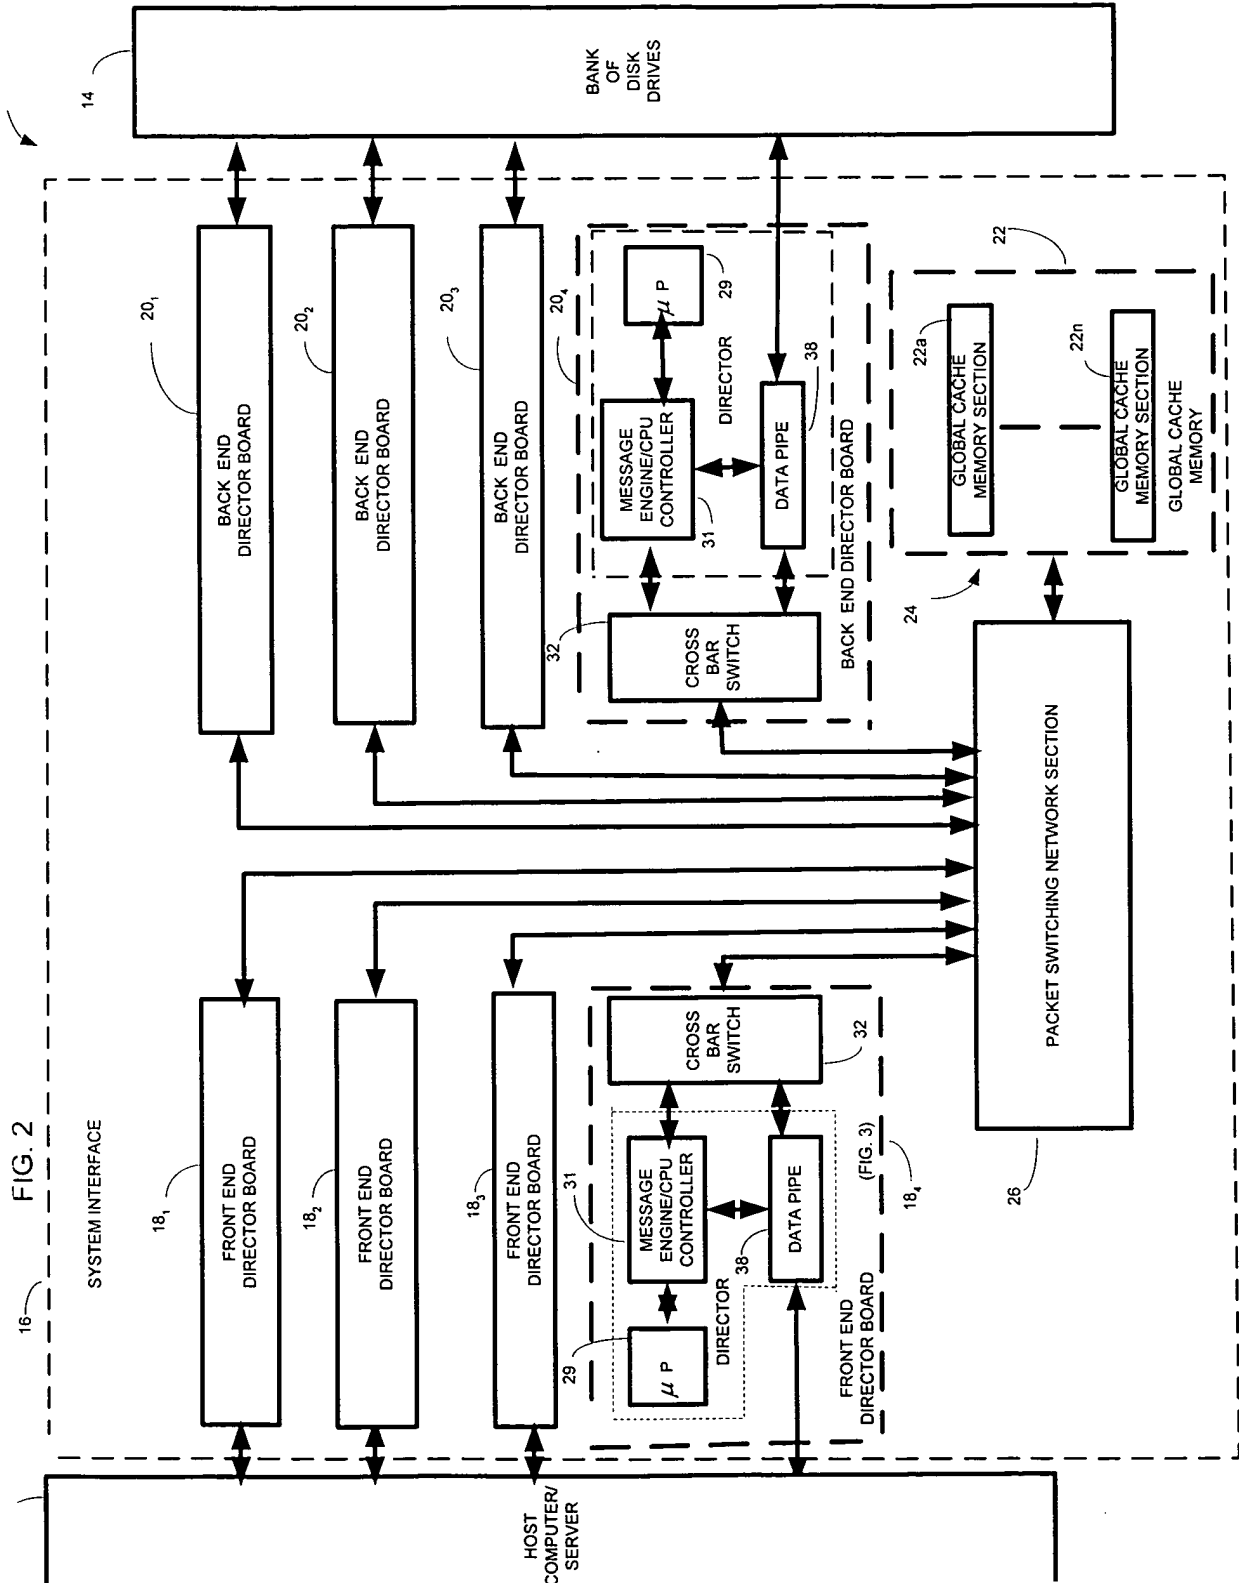 FIG. 2
16
SYSTEM INTERFACE
HOST
COMPUTER/
SERVER
18₁
FRONT END
DIRECTOR BOARD
18₂
FRONT END
DIRECTOR BOARD
18₃
FRONT END
DIRECTOR BOARD
29
μ P
31
MESSAGE
ENGINE/CPU
CONTROLLER
DIRECTOR
38
DATA PIPE
CROSS
BAR
SWITCH
32
FRONT END
DIRECTOR BOARD
(FIG. 3)
18₄
20₁
BACK END
DIRECTOR BOARD
20₂
BACK END
DIRECTOR BOARD
20₃
BACK END
DIRECTOR BOARD
20₄
32
CROSS
BAR
SWITCH
MESSAGE
ENGINE/CPU
CONTROLLER
31
μ P
29
DIRECTOR
DATA PIPE
38
BACK END DIRECTOR BOARD
14
BANK
OF
DISK
DRIVES
22
22a
GLOBAL CACHE
MEMORY SECTION
22n
GLOBAL CACHE
MEMORY SECTION
GLOBAL CACHE
MEMORY
24
PACKET SWITCHING NETWORK SECTION
26